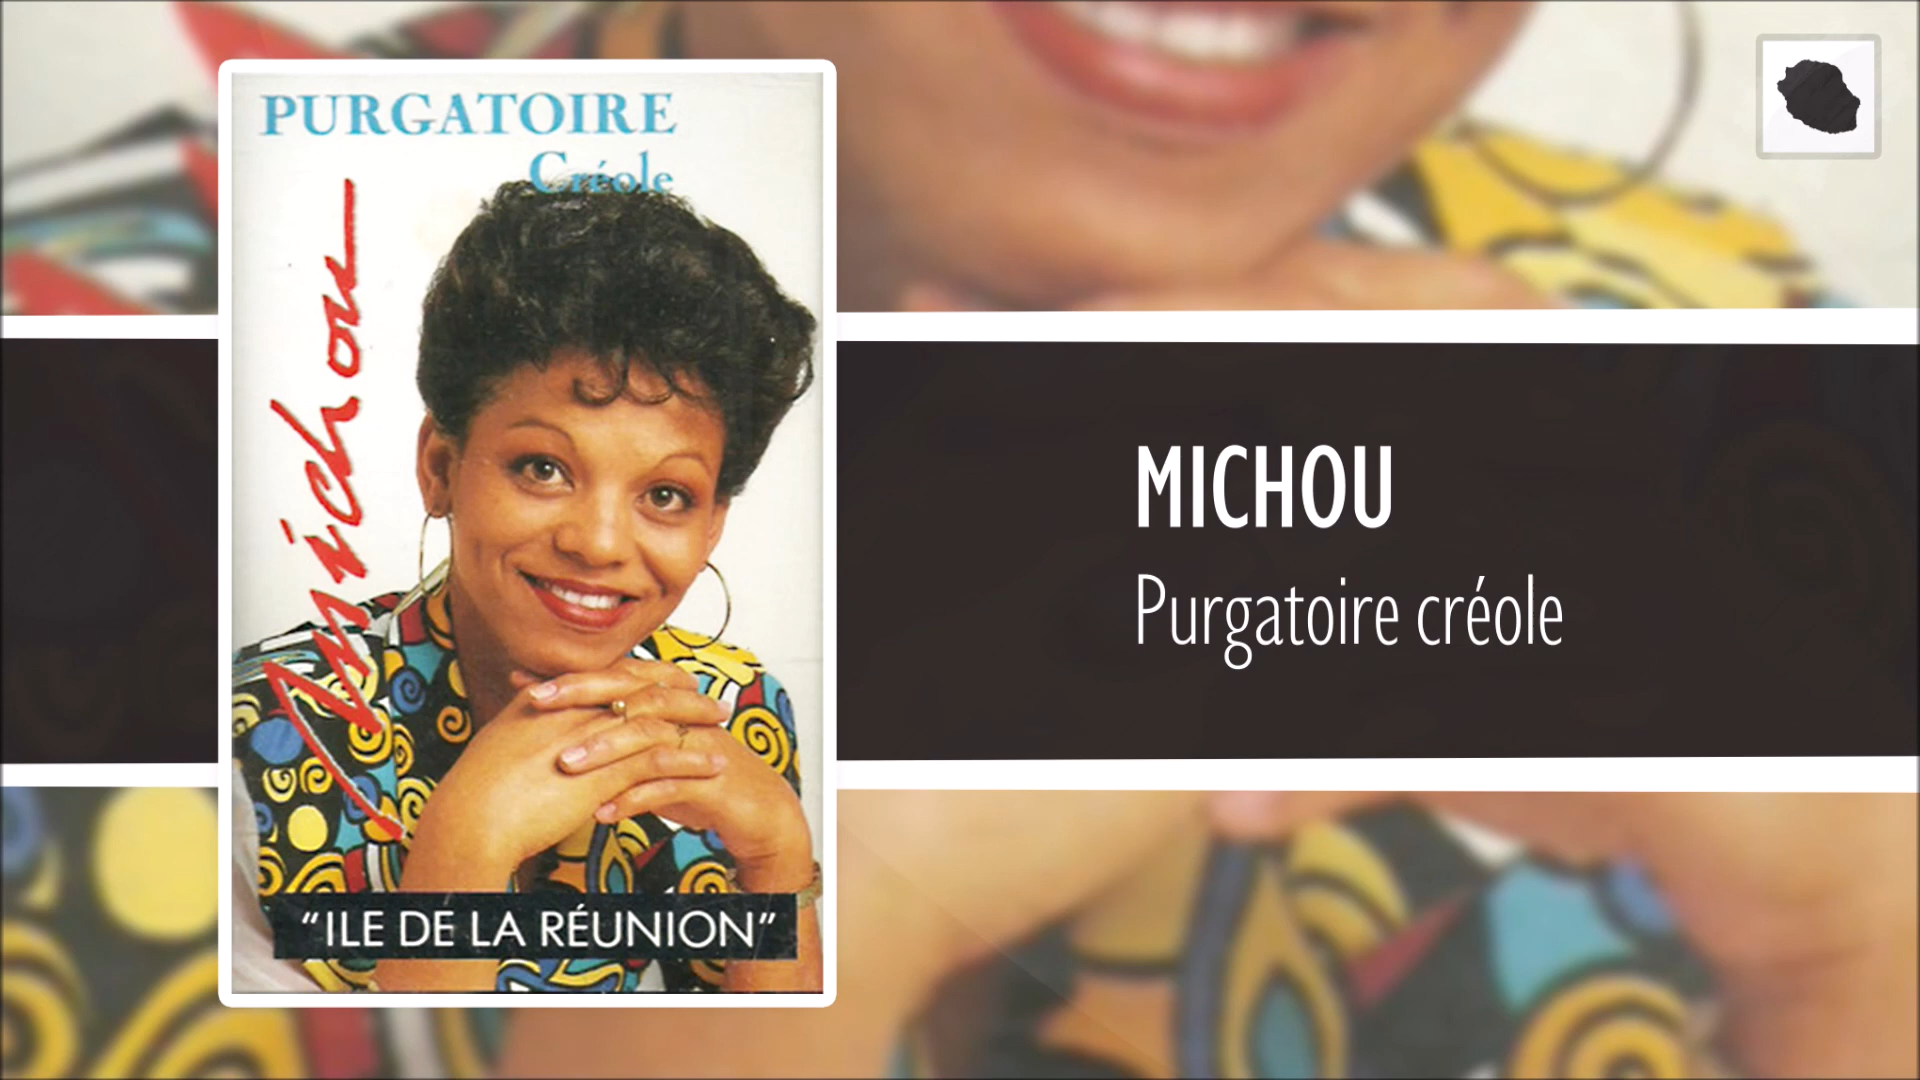 PURGATOIRE
Créole
Michou
"ILE DE LA RÉUNION"
MICHOU
Purgatoire créole